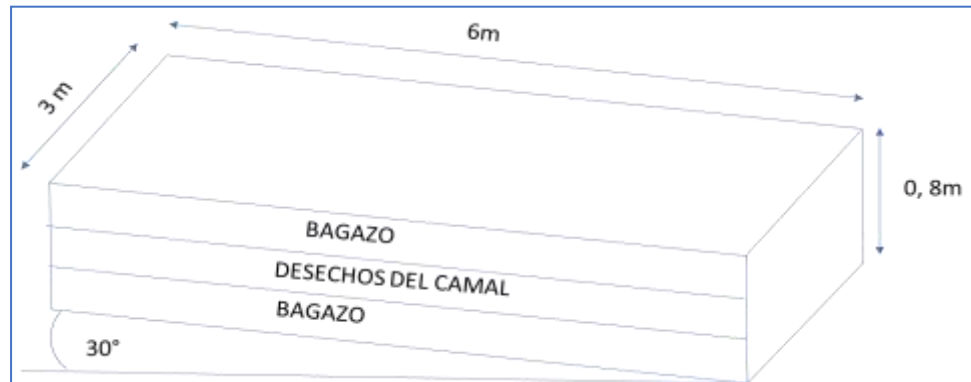 6m
3 m
0, 8m
BAGAZO
DESECHOS DEL CAMAL
BAGAZO
30°